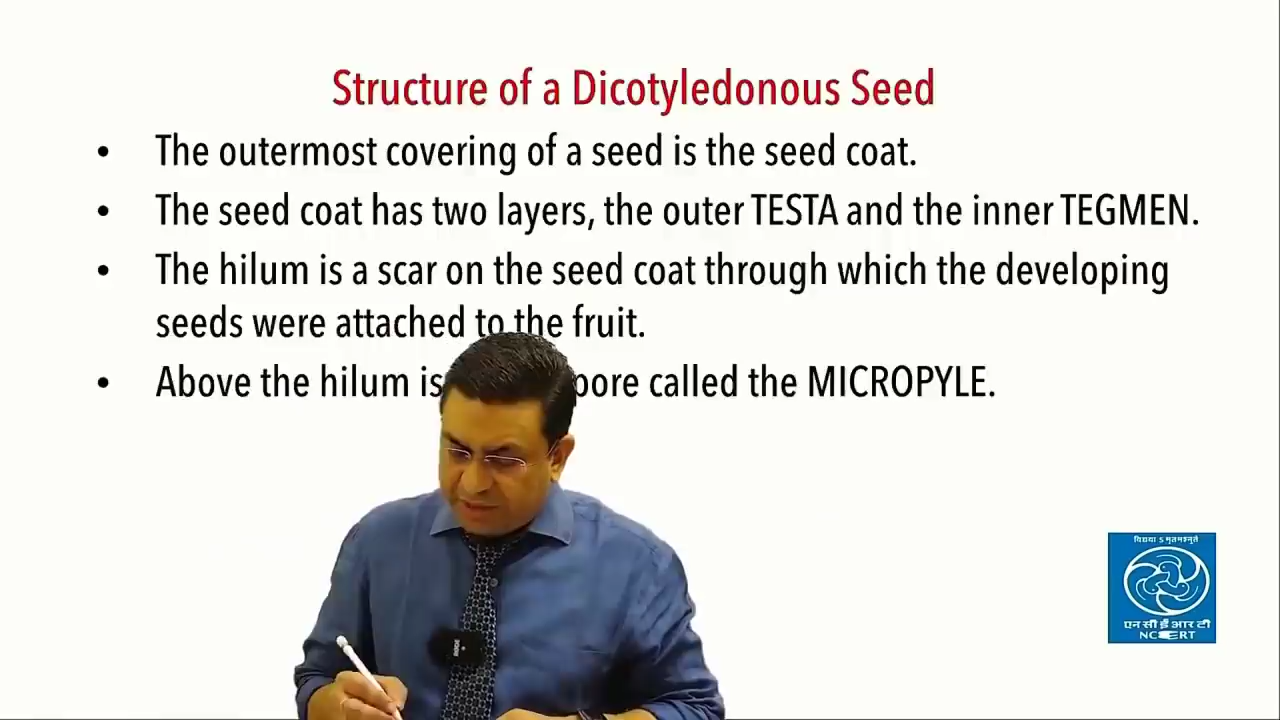 Structure of a Dicotyledonous Seed
• The outermost covering of a seed is the seed coat.
• The seed coat has two layers, the outer TESTA and the inner TEGMEN.
• The hilum is a scar on the seed coat through which the developing
seeds were attached to the fruit.
• Above the hilum is pore called the MICROPYLE.
एन सी ई आर टी
NCERT